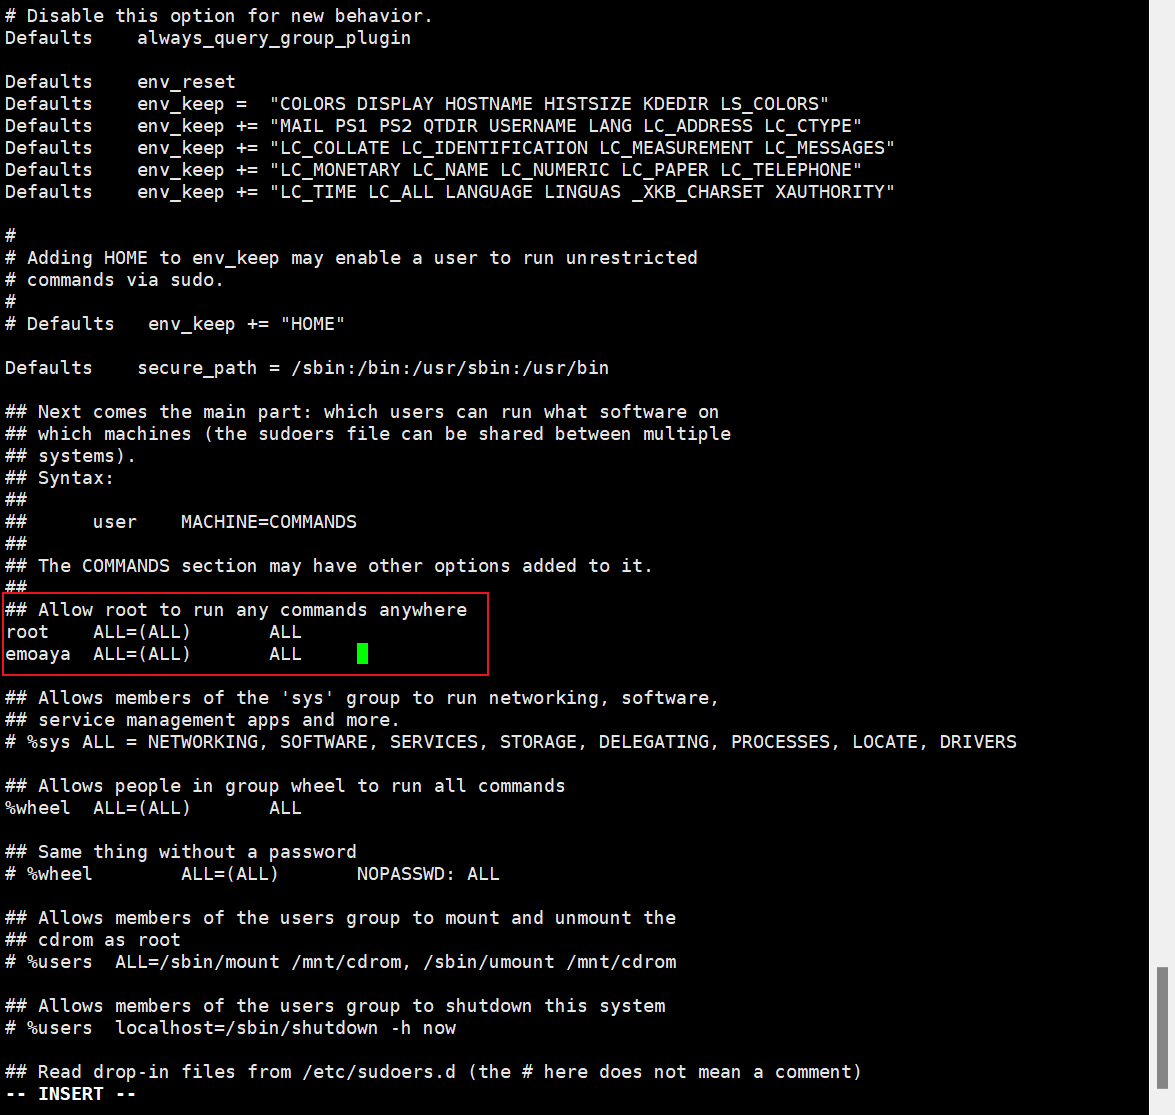 # Disable this option for new behavior.
Defaults    always_query_group_plugin
Defaults    env_reset
Defaults    env_keep =  "COLORS DISPLAY HOSTNAME HISTSIZE KDEDIR LS_COLORS"
Defaults    env_keep += "MAIL PS1 PS2 QTDIR USERNAME LANG LC_ADDRESS LC_CTYPE"
Defaults    env_keep += "LC_COLLATE LC_IDENTIFICATION LC_MEASUREMENT LC_MESSAGES"
Defaults    env_keep += "LC_MONETARY LC_NAME LC_NUMERIC LC_PAPER LC_TELEPHONE"
Defaults    env_keep += "LC_TIME LC_ALL LANGUAGE LINGUAS _XKB_CHARSET XAUTHORITY"
#
# Adding HOME to env_keep may enable a user to run unrestricted
# commands via sudo.
#
# Defaults   env_keep += "HOME"
Defaults    secure_path = /sbin:/bin:/usr/sbin:/usr/bin
## Next comes the main part: which users can run what software on
## which machines (the sudoers file can be shared between multiple
## systems).
## Syntax:
##
##      user    MACHINE=COMMANDS
##
## The COMMANDS section may have other options added to it.
##
## Allow root to run any commands anywhere
root    ALL=(ALL)       ALL
emoaya  ALL=(ALL)       ALL
## Allows members of the 'sys' group to run networking, software,
## service management apps and more.
# %sys ALL = NETWORKING, SOFTWARE, SERVICES, STORAGE, DELEGATING, PROCESSES, LOCATE, DRIVERS
## Allows people in group wheel to run all commands
%wheel  ALL=(ALL)       ALL
## Same thing without a password
# %wheel        ALL=(ALL)       NOPASSWD: ALL
## Allows members of the users group to mount and unmount the
## cdrom as root
# %users  ALL=/sbin/mount /mnt/cdrom, /sbin/umount /mnt/cdrom
## Allows members of the users group to shutdown this system
# %users  localhost=/sbin/shutdown -h now
## Read drop-in files from /etc/sudoers.d (the # here does not mean a comment)
-- INSERT --